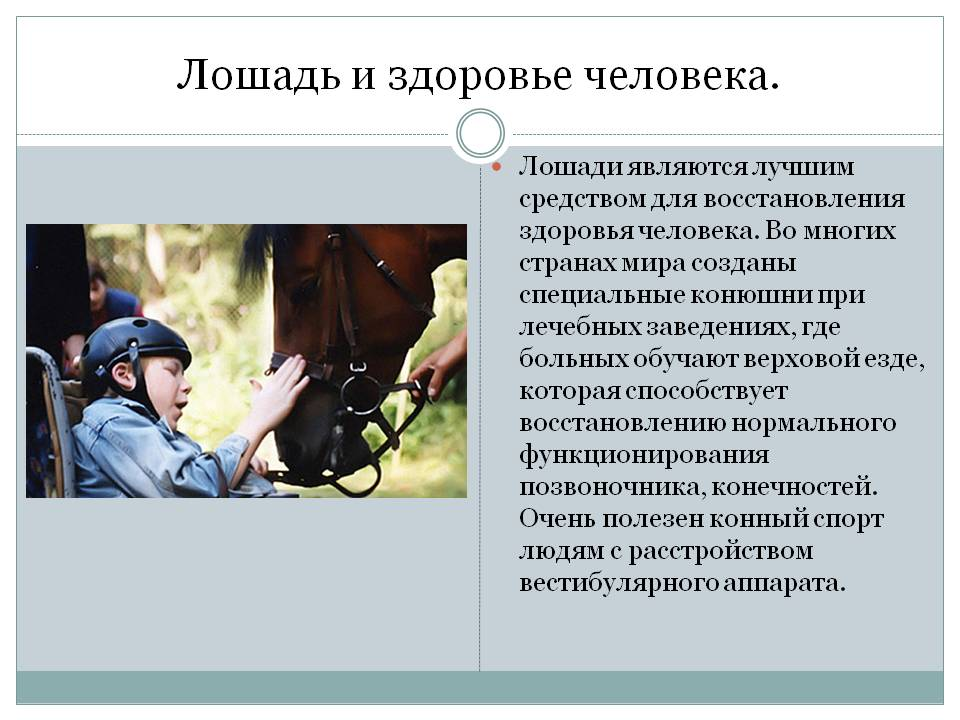 Лошадь и здоровье человека.
Лошади являются лучшим
средством для восстановления
здоровья человека. Во многих
странах мира созданы
специальные конюшни при
лечебных заведениях, где
больных обучают верховой езде,
которая способствует
восстановлению нормального
функционирования
позвоночника, конечностей.
Очень полезен конный спорт
людям с расстройством
вестибулярного аппарата.